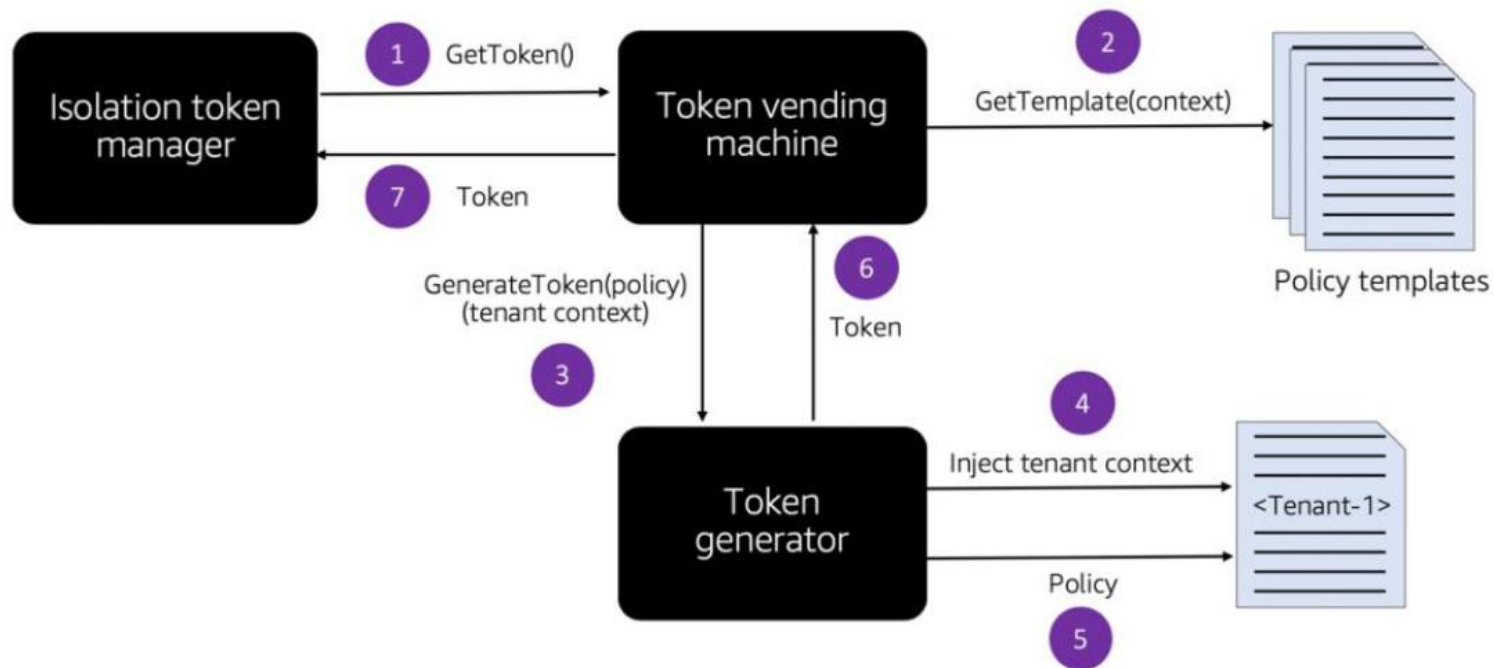 1
GetToken()
2
Isolation token
manager
Token vending
machine
GetTemplate(context)
7
Token
Policy templates
GenerateToken(policy)
(tenant context)
3
6
Token
4
Inject tenant context
Token
generator
<Tenant-1>
Policy
5